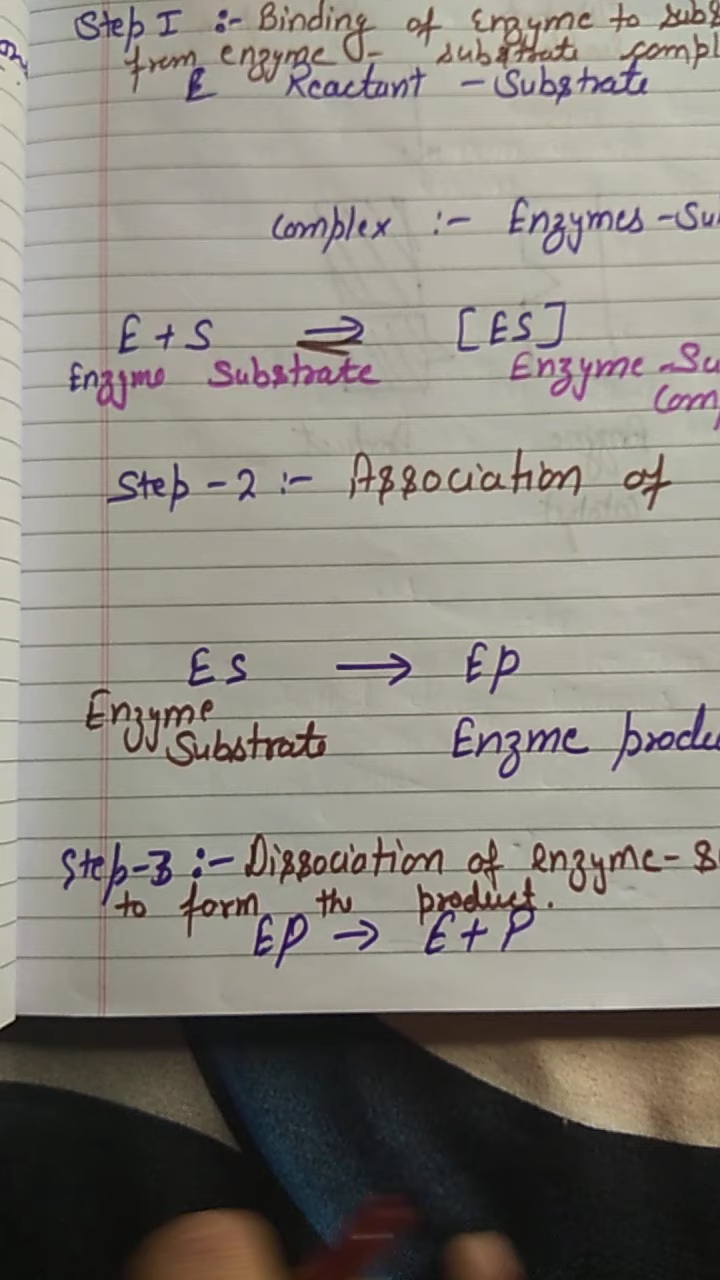 Step I :- Binding of Enzyme to subs
from enzyme - substrate compl
E Reactant - Substrate
Complex :- Enzymes - Su
E + S ⇌ [ES]
Enzyme Substrate Enzyme - Su
Com
Step - 2 :- Association of
ES → EP
Enzyme
Substrate Enzme produ
Step-3 :- Dissociation of enzyme - s
to form the product.
EP → E + P